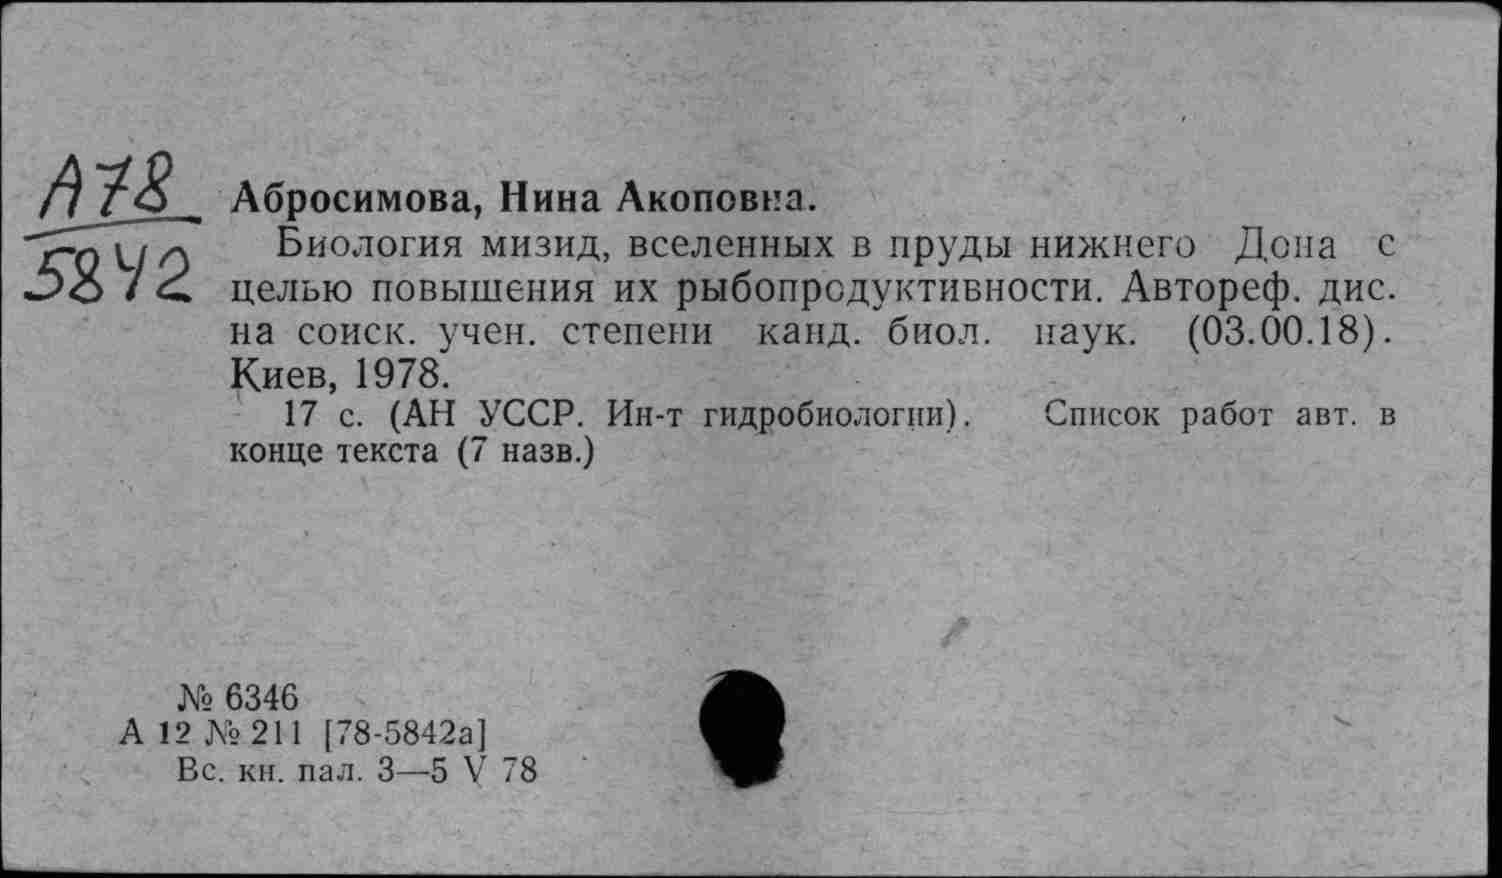 А78
5842
Абросимова, Нина Акоповна.
Биология мизид, вселенных в пруды нижнего Дона с
целью повышения их рыбопродуктивности. Автореф. дис.
на соиск. учен. степени канд. биол. наук. (03.00.18).
Киев, 1978.
17 с. (АН УССР. Ин-т гидробиологии). Список работ авт. в
конце текста (7 назв.)
№ 6346
А 12 № 211 [78-5842а]
Вс. кн. пал. 3—5 V 78